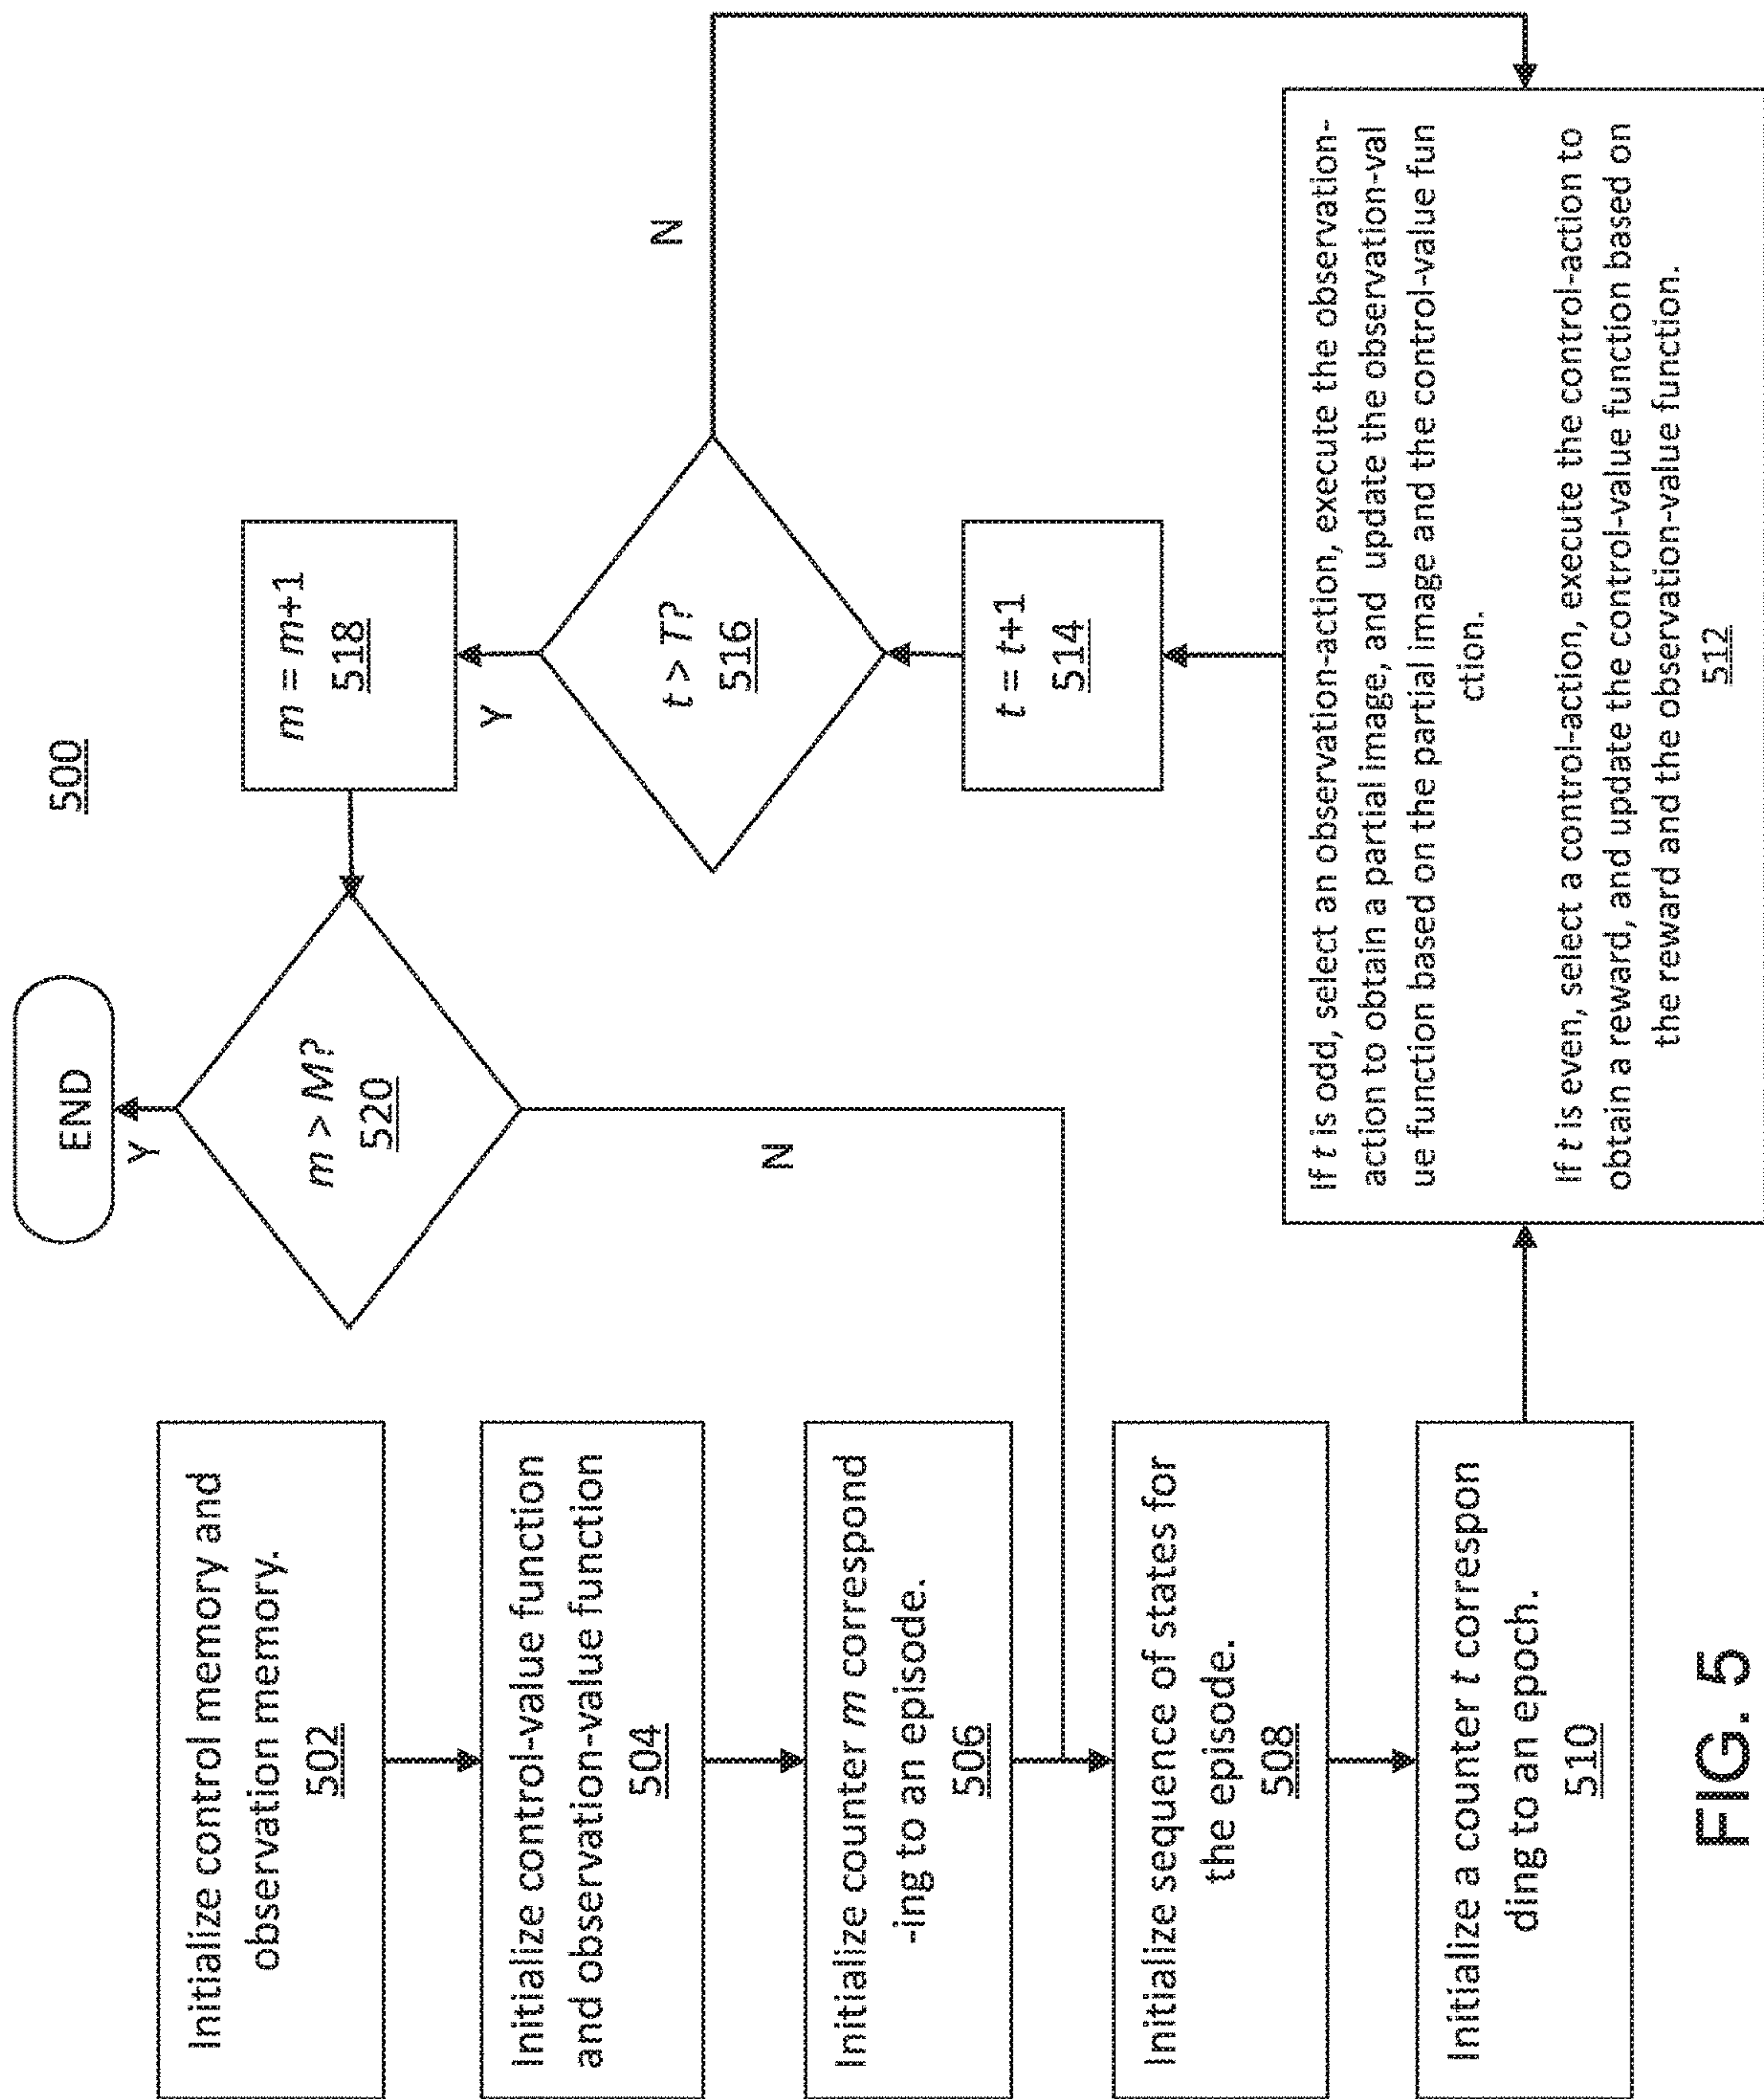 500
Initialize control memory and
observation memory.
502
Initialize control-value function
and observation-value function
504
Initialize counter m correspond
-ing to an episode.
506
Initialize sequence of states for
the episode.
508
Initialize a counter t correspon
ding to an epoch.
510
END
Y
m > M?
520
N
m = m+1
518
Y
t > T?
516
N
t = t+1
514
If t is odd, select an observation-action, execute the observation-
action to obtain a partial image, and update the observation-val
ue function based on the partial image and the control-value fun
ction.
If t is even, select a control-action, execute the control-action to
obtain a reward, and update the control-value function based on
the reward and the observation-value function.
512
FIG. 5